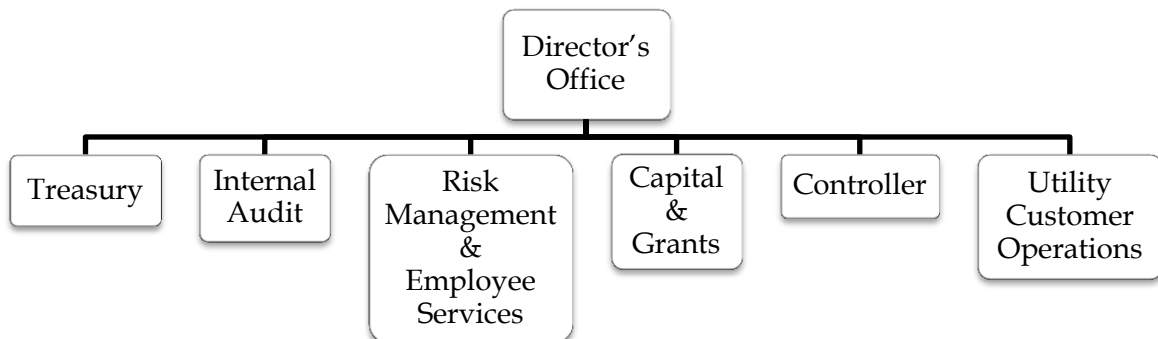 Director’s
Office
Treasury
Internal
Audit
Risk
Management
&
Employee
Services
Capital
&
Grants
Controller
Utility
Customer
Operations